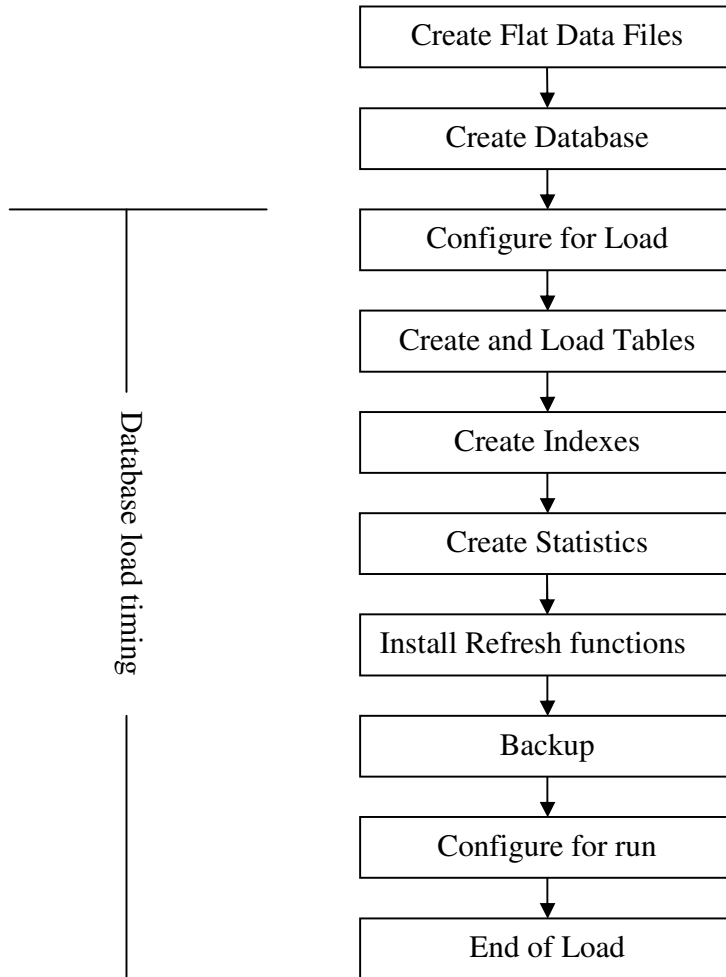 Create Flat Data Files
Create Database
Configure for Load
Create and Load Tables
Create Indexes
Create Statistics
Install Refresh functions
Backup
Configure for run
End of Load
Database load timing